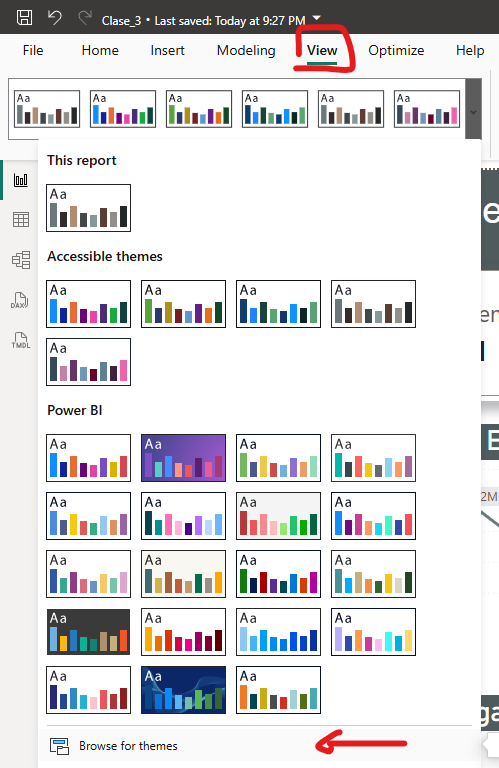 Clase_3 • Last saved: Today at 9:27 PM
File Home Insert Modeling View Optimize Help
Aa Aa Aa Aa Aa Aa
This report
Aa
Accessible themes
Aa Aa Aa Aa
Aa
Power BI
Aa Aa Aa Aa
Aa Aa Aa Aa
Aa Aa Aa Aa
Aa Aa Aa Aa
Aa Aa Aa
Browse for themes
DAX
TMDL
2M